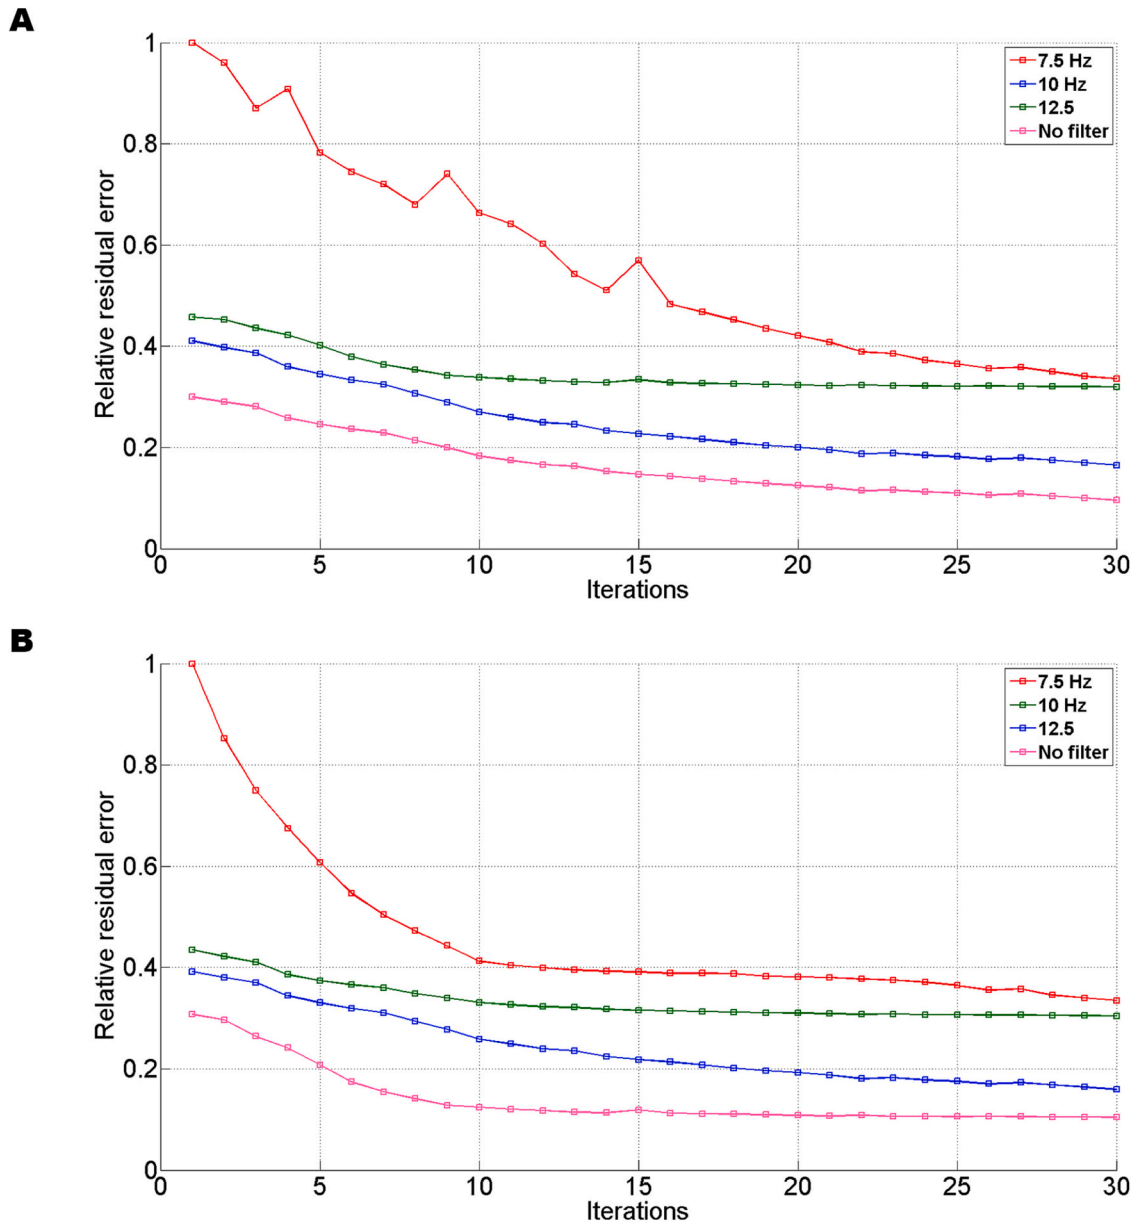 A
Relative residual error
1
0.8
0.6
0.4
0.2
0
0 5 10 15 20 25 30
Iterations
7.5 Hz
10 Hz
12.5
No filter
B
Relative residual error
1
0.8
0.6
0.4
0.2
0
0 5 10 15 20 25 30
Iterations
7.5 Hz
10 Hz
12.5
No filter